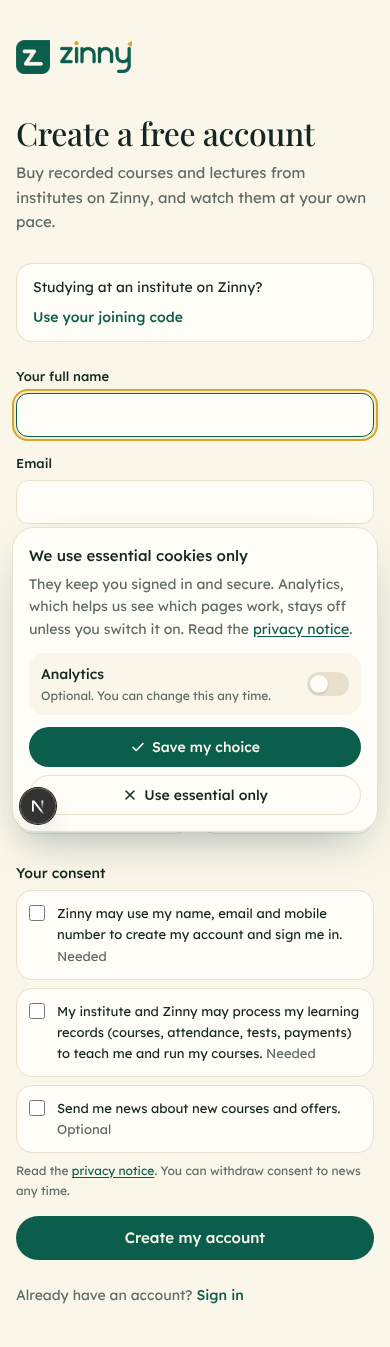 zinny
Create a free account
Buy recorded courses and lectures from
institutes on Zinny, and watch them at your own
pace.
Studying at an institute on Zinny?
Use your joining code
Your full name
Email
We use essential cookies only
They keep you signed in and secure. Analytics,
which helps us see which pages work, stays off
unless you switch it on. Read the privacy notice.
Analytics
Optional. You can change this any time.
Save my choice
Use essential only
N
Your consent
Zinny may use my name, email and mobile
number to create my account and sign me in.
Needed
My institute and Zinny may process my learning
records (courses, attendance, tests, payments)
to teach me and run my courses. Needed
Send me news about new courses and offers.
Optional
Read the privacy notice. You can withdraw consent to news
any time.
Create my account
Already have an account? Sign in